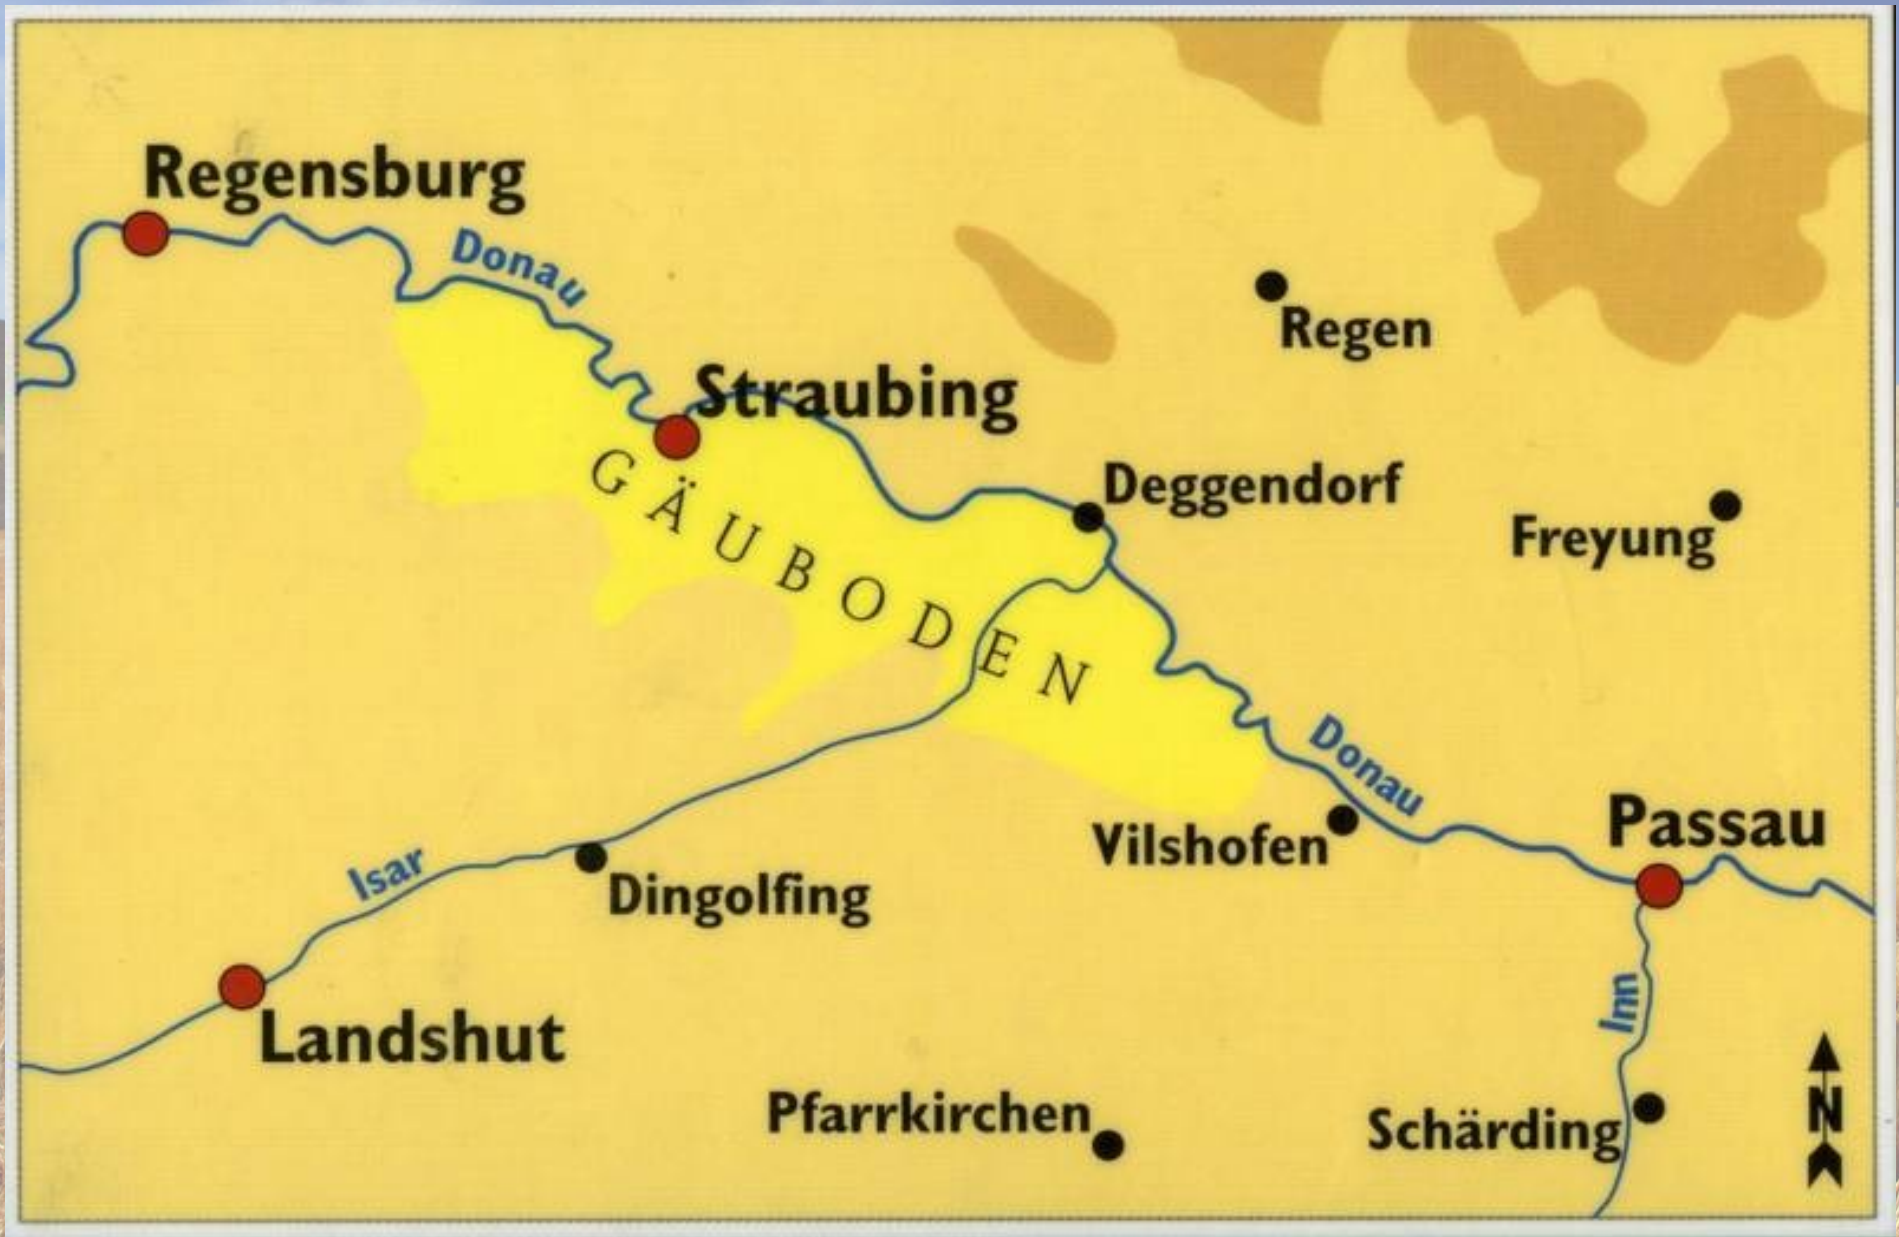 Regensburg
Donau
Regen
Straubing
Deggendorf
Freyung
GÄUBODEN
Donau
Vilshofen
Passau
Isar
Dingolfing
Inn
Landshut
Pfarrkirchen
Schärding
N